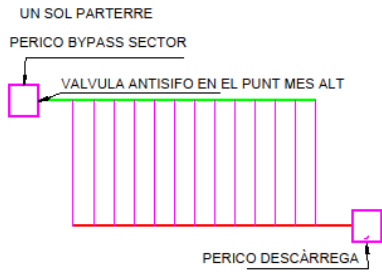 UN SOL PARTERRE
PERICO BYPASS SECTOR
VALVULA ANTISIFO EN EL PUNT MES ALT
PERICO DESCÀRREGA